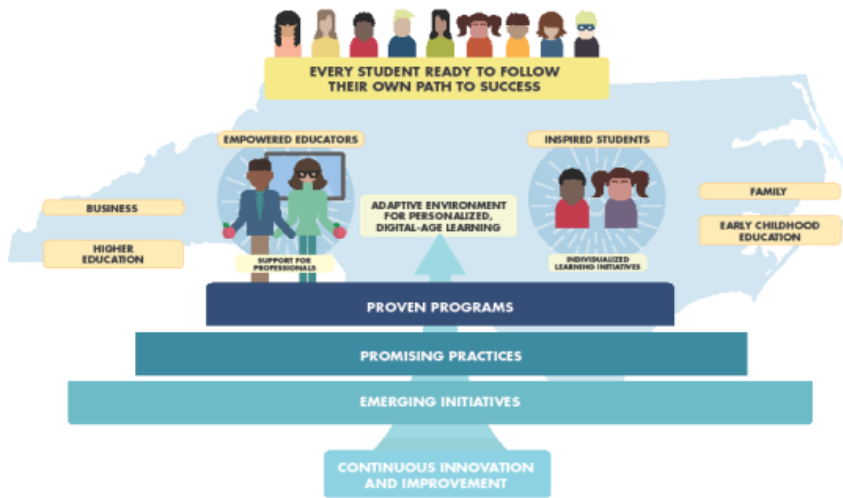 EVERY STUDENT READY TO FOLLOW
THEIR OWN PATH TO SUCCESS
EMPOWERED EDUCATORS
INSPIRED STUDENTS
BUSINESS
HIGHER
EDUCATION
ADAPTIVE ENVIRONMENT
FOR PERSONALIZED,
DIGITAL-AGE LEARNING
FAMILY
EARLY CHILDHOOD
EDUCATION
SUPPORT FOR
PROFESSIONALS
INDIVIDUALIZED
LEARNING INITIATIVES
PROVEN PROGRAMS
PROMISING PRACTICES
EMERGING INITIATIVES
CONTINUOUS INNOVATION
AND IMPROVEMENT